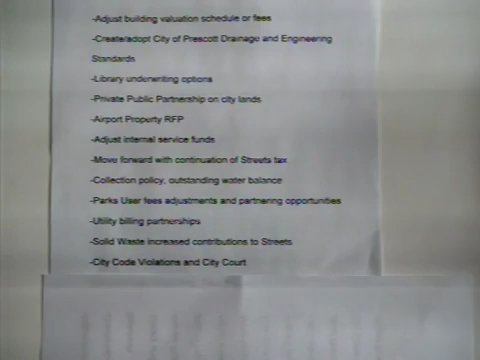 -Adjust building valuation schedule or fees
-Create/adopt City of Prescott Drainage and Engineering
Standards
-Library underwriting options
-Private Public Partnership on city lands
-Airport Property RFP
-Adjust internal service funds
-Move forward with continuation of Streets tax
-Collection policy, outstanding water balance
-Parks User fees adjustments and partnering opportunities
-Utility billing partnerships
-Solid Waste increased contributions to Streets
-City Code Violations and City Court